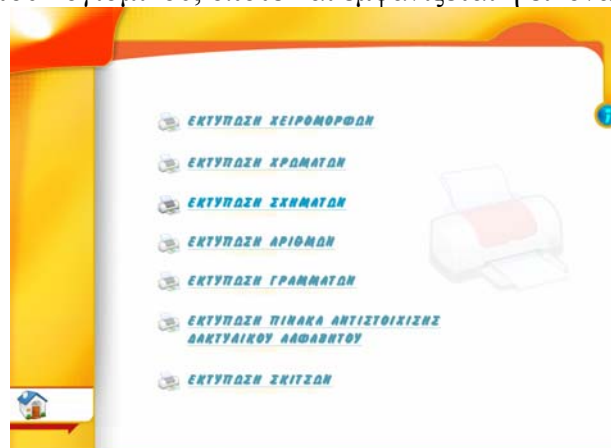 ΕΚΤΥΠΩΣΗ ΧΕΙΡΟΜΟΡΦΩΝ
ΕΚΤΥΠΩΣΗ ΧΡΩΜΑΤΩΝ
ΕΚΤΥΠΩΣΗ ΣΧΗΜΑΤΩΝ
ΕΚΤΥΠΩΣΗ ΑΡΙΘΜΩΝ
ΕΚΤΥΠΩΣΗ ΓΡΑΜΜΑΤΩΝ
ΕΚΤΥΠΩΣΗ ΠΙΝΑΚΑ ΑΝΤΙΣΤΟΙΧΙΣΗΣ
ΔΑΚΤΥΛΙΚΟΥ ΑΛΦΑΒΗΤΟΥ
ΕΚΤΥΠΩΣΗ ΣΚΙΤΣΩΝ